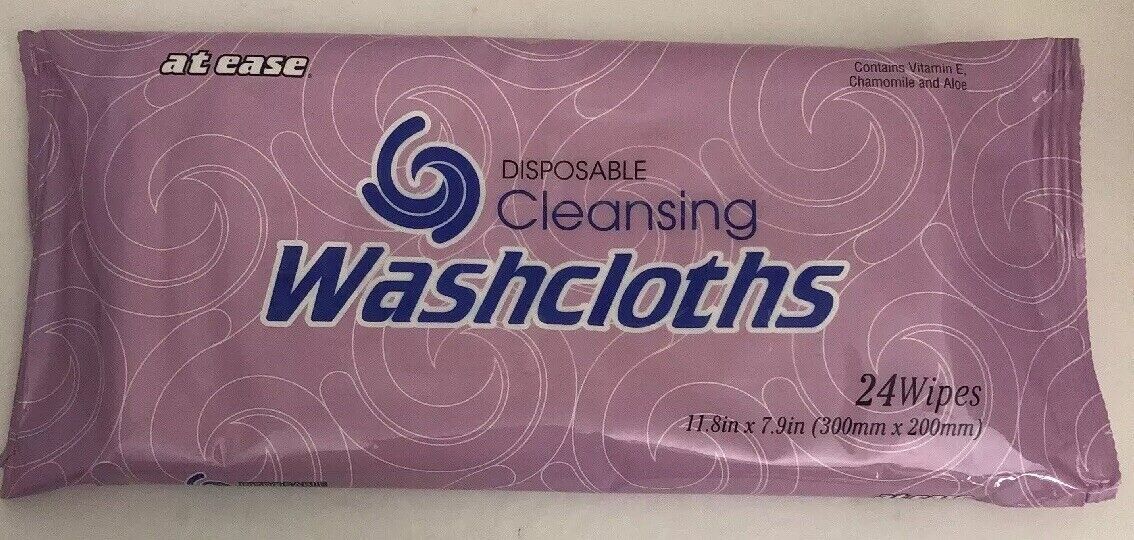 at ease
Contains Vitamin E,
Chamomile and Aloe
DISPOSABLE
Cleansing
Washcloths
24Wipes
11.8in x 7.9in (300mm x 200mm)